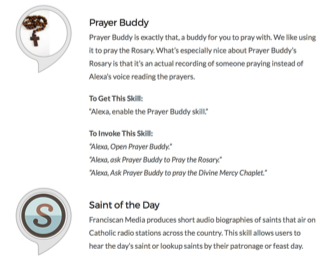 Prayer Buddy
Prayer Buddy is exactly that, a buddy for you to pray with. We like using
it to pray the Rosary. What's especially nice about Prayer Buddy's
Rosary is that it's an actual recording of someone praying instead of
Alexa's voice reading the prayers.
To Get This Skill:
"Alexa, enable the Prayer Buddy skill."
To Invoke This Skill:
"Alexa, Open Prayer Buddy."
"Alexa, ask Prayer Buddy to Pray the Rosary."
"Alexa, Ask Prayer Buddy to pray the Divine Mercy Chaplet."
S
Saint of the Day
Franciscan Media produces short audio biographies of saints that air on
Catholic radio stations across the country. This skill allows users to
hear the day's saint or lookup saints by their patronage or feast day.